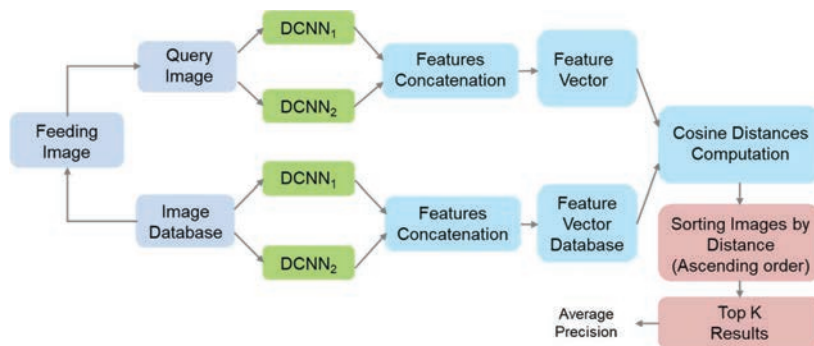 Query
Image
DCNN₁
DCNN₂
Features
Concatenation
Feature
Vector
Feeding
Image
Cosine Distances
Computation
Image
Database
DCNN₁
DCNN₂
Features
Concatenation
Feature
Vector
Database
Sorting Images by
Distance
(Ascending order)
Top K
Results
Average
Precision